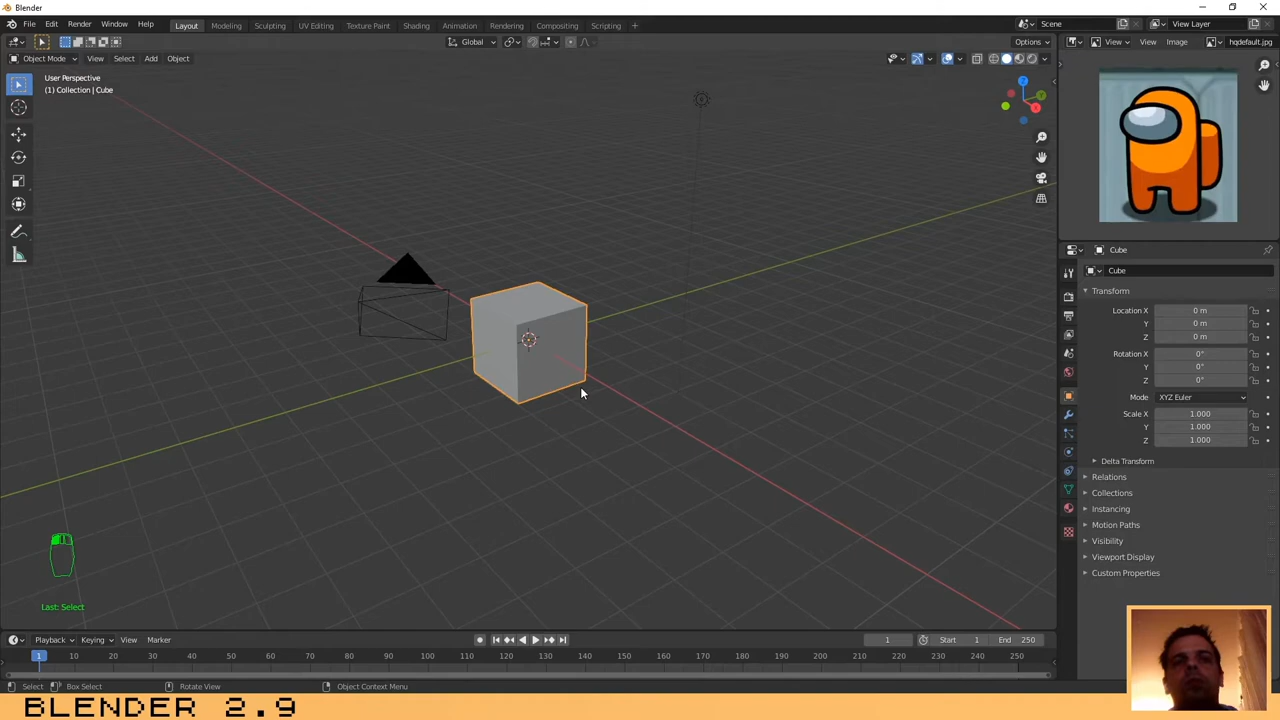 Blender
File Edit Render Window Help
Layout Modeling Sculpting UV Editing Texture Paint Shading Animation Rendering Compositing Scripting +
Scene
View Layer
Global
Options
View Image hqdefault.jpg
Object Mode View Select Add Object
User Perspective
(1) Collection | Cube
Z
Y
X
Cube
Cube
Transform
Location X 0 m
Y 0 m
Z 0 m
Rotation X 0°
Y 0°
Z 0°
Mode XYZ Euler
Scale X 1.000
Y 1.000
Z 1.000
Delta Transform
Relations
Collections
Instancing
Motion Paths
Visibility
Viewport Display
Custom Properties
Last: Select
Playback Keying View Marker
1 Start 1 End 250
1 10 20 30 40 50 60 70 80 90 100 110 120 130 140 150 160 170 180 190 200 210 220 230 240 250
Select Box Select Rotate View Object Context Menu
BLENDER 2.9